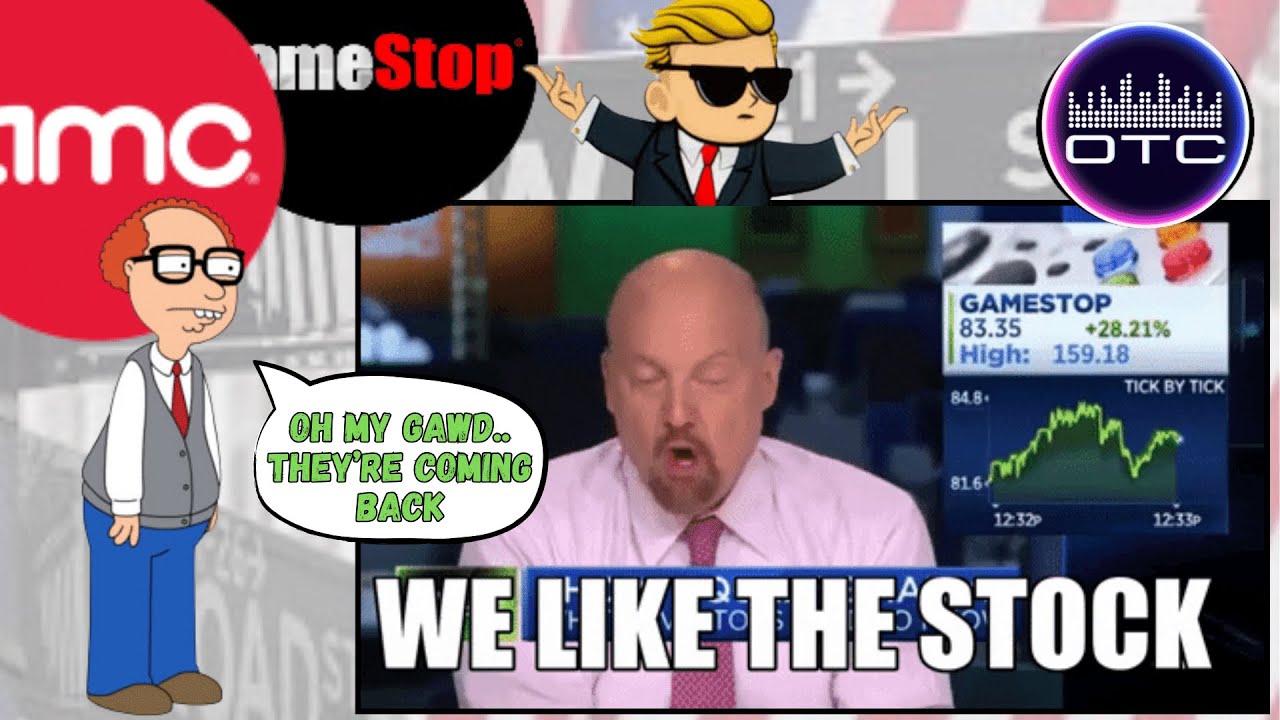 amc
GameStop
OTC
GAMESTOP
83.35 +28.21%
High: 159.18
TICK BY TICK
84.8
81.6
12:32P 12:33P
OH MY GAWD..
THEY'RE COMING
BACK
WE LIKE THE STOCK